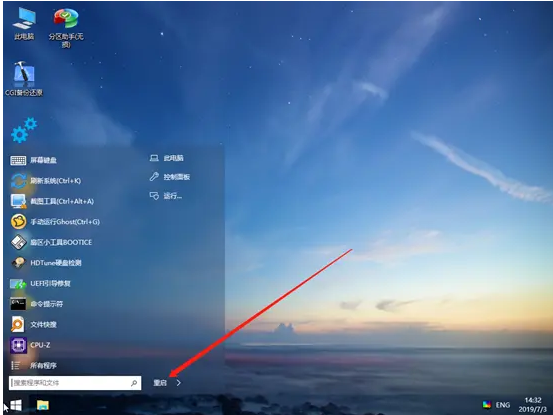 此电脑
分区助手(无
损)
CGI备份还原
屏幕键盘
刷新系统(Ctrl+K)
截图工具(Ctrl+Alt+A)
手动运行Ghost(Ctrl+G)
扇区小工具BOOTICE
HDTune硬盘检测
UEFI引导修复
命令提示符
文件快搜
CPU-Z
所有程序
搜索程序和文件
此电脑
控制面板
运行...
重启
ENG
14:32
2019/7/3